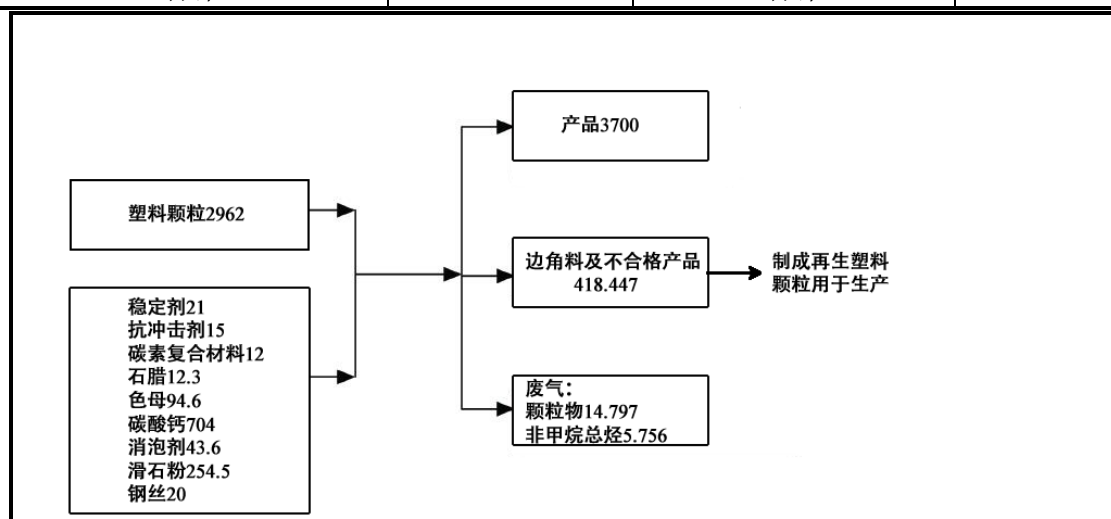 塑料颗粒2962
稳定剂21
抗冲击剂15
碳素复合材料12
石腊12.3
色母94.6
碳酸钙704
消泡剂43.6
滑石粉254.5
钢丝20
产品3700
边角料及不合格产品
418.447
制成再生塑料
颗粒用于生产
废气：
颗粒物14.797
非甲烷总烃5.756